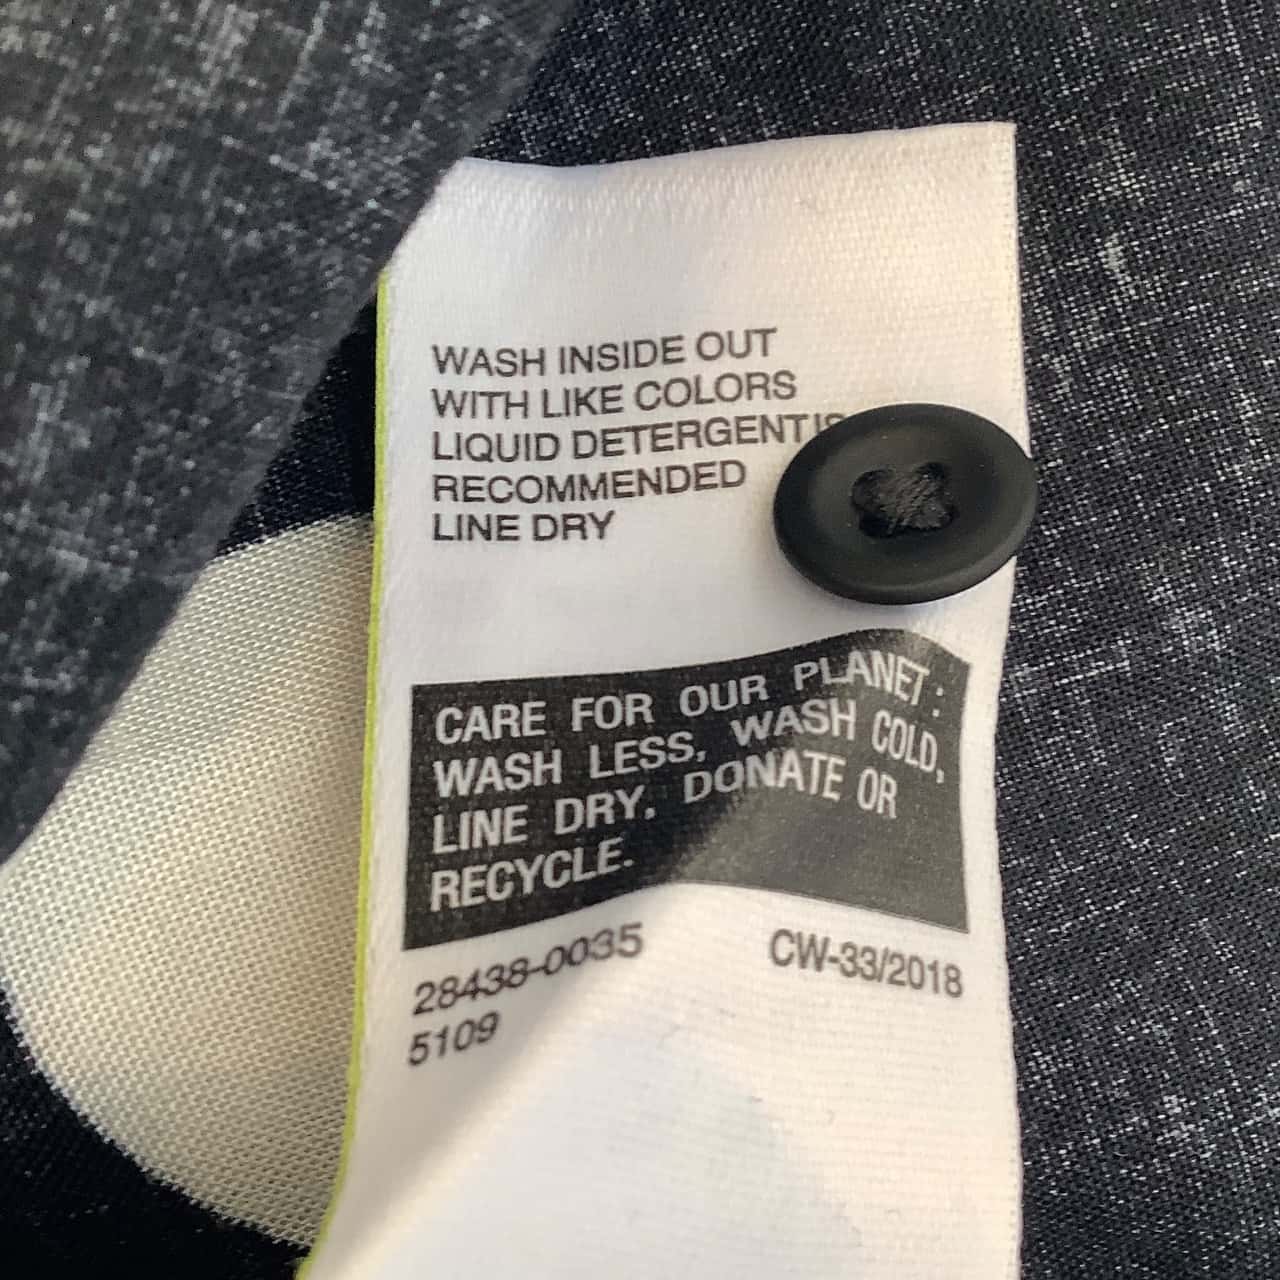 WASH INSIDE OUT
WITH LIKE COLORS
LIQUID DETERGENT IS
RECOMMENDED
LINE DRY
CARE FOR OUR PLANET:
WASH LESS, WASH COLD,
LINE DRY, DONATE OR
RECYCLE.
28438-0035 CW-33/2018
5109